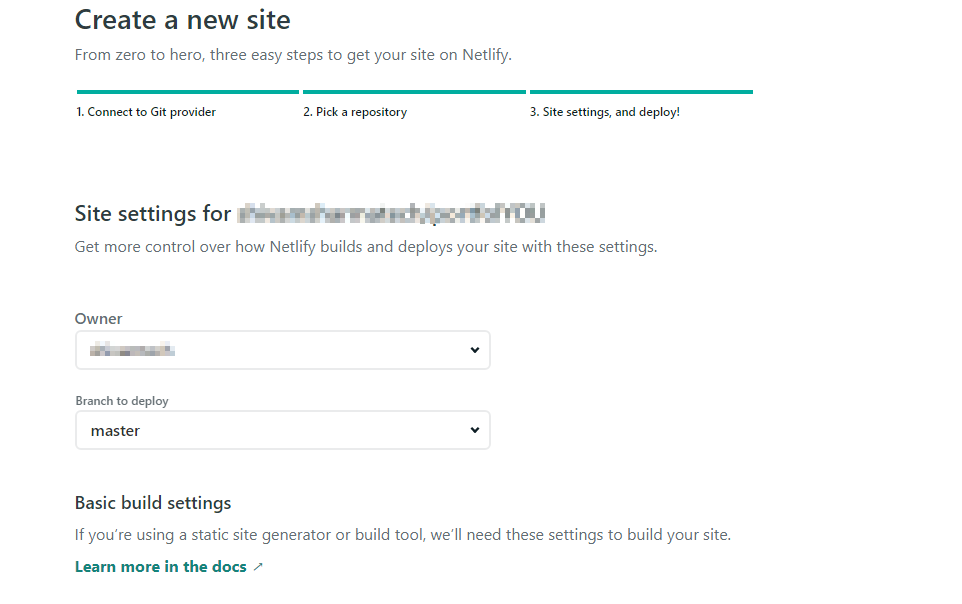 Create a new site
From zero to hero, three easy steps to get your site on Netlify.
1. Connect to Git provider
2. Pick a repository
3. Site settings, and deploy!
Site settings for
Get more control over how Netlify builds and deploys your site with these settings.
Owner
Branch to deploy
master
Basic build settings
If you’re using a static site generator or build tool, we’ll need these settings to build your site.
Learn more in the docs ↗